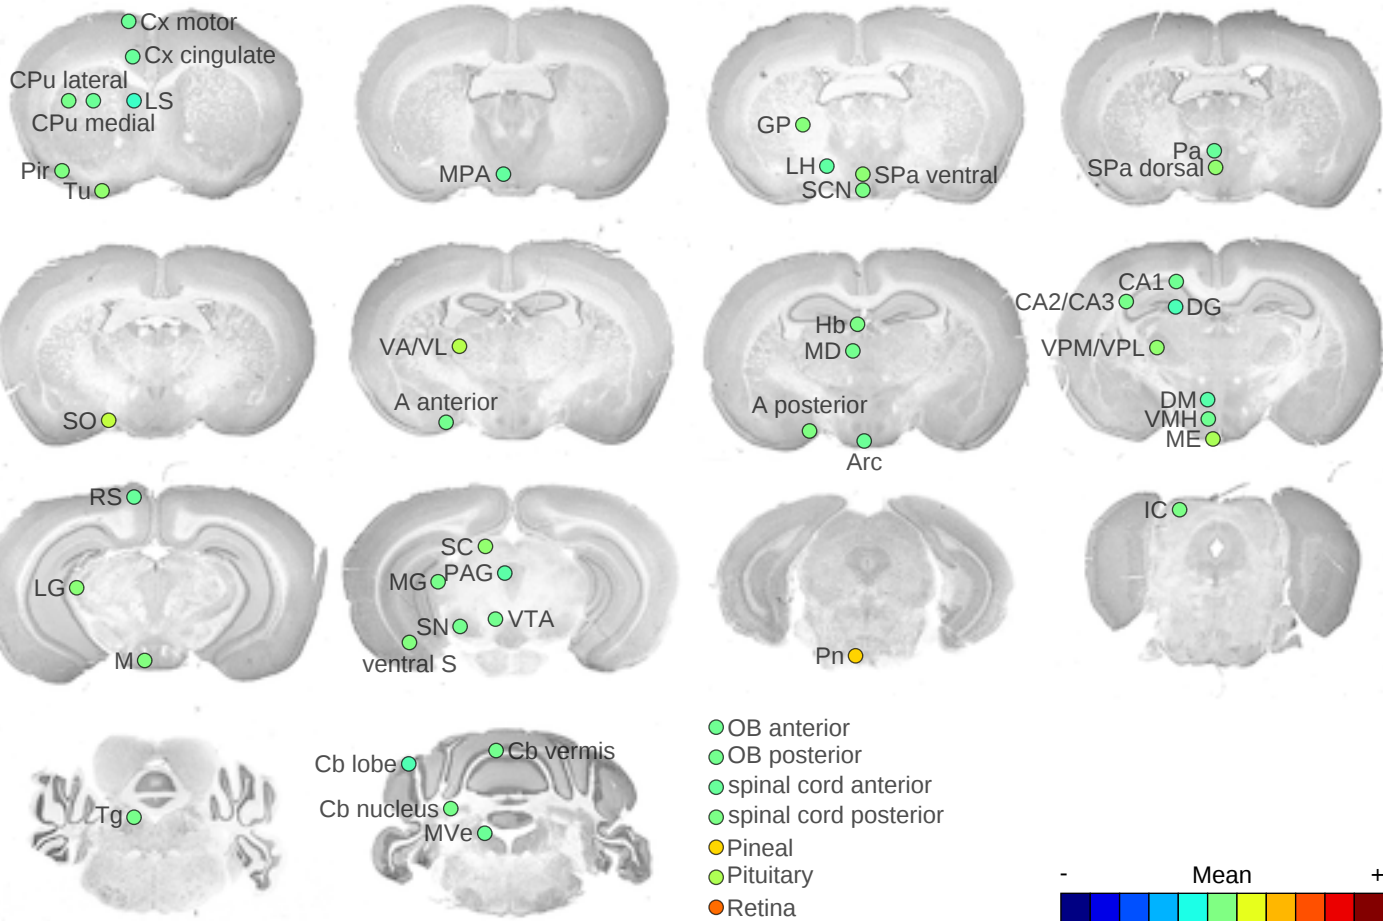 Cx motor
Cx cingulate
CPu lateral
LS
CPu medial
Pir
Tu
MPA
GP
LH
SPa ventral
SCN
Pa
SPa dorsal
SO
VA/VL
A anterior
Hb
MD
A posterior
Arc
CA1
CA2/CA3
DG
VPM/VPL
DM
VMH
ME
RS
LG
M
SC
MG
PAG
SN
VTA
ventral S
Pn
IC
Tg
Cb vermis
Cb lobe
Cb nucleus
MVe
OB anterior
OB posterior
spinal cord anterior
spinal cord posterior
Pineal
Pituitary
Retina
- Mean +